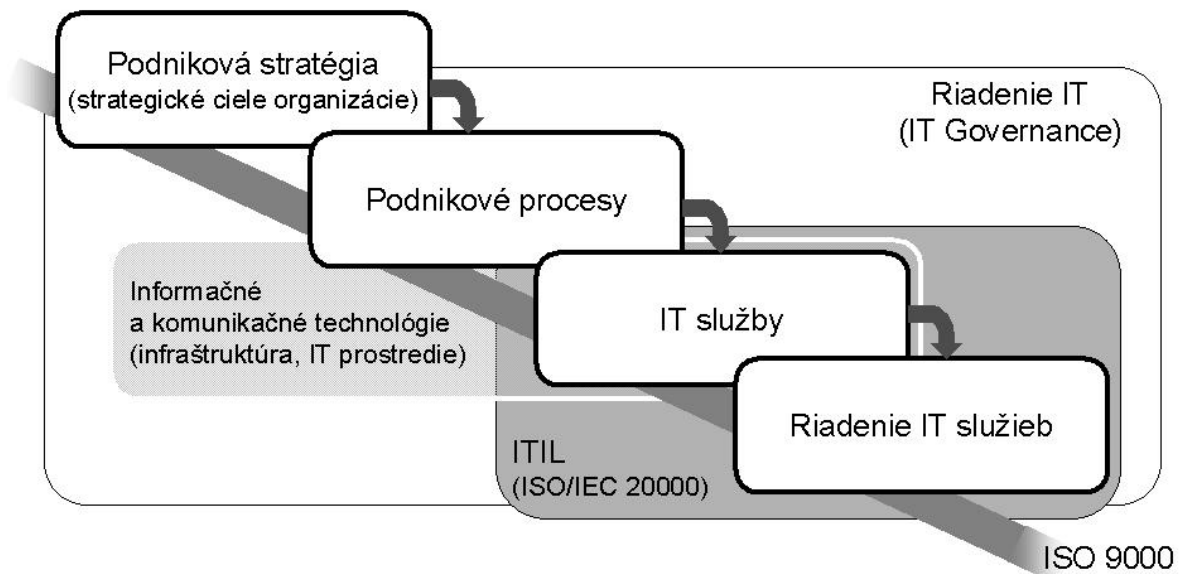 Podniková stratégia
(strategické ciele organizácie)
Riadenie IT
(IT Governance)
Podnikové procesy
Informačné
a komunikačné technológie
(infraštruktúra, IT prostredie)
IT služby
Riadenie IT služieb
ITIL
(ISO/IEC 20000)
ISO 9000